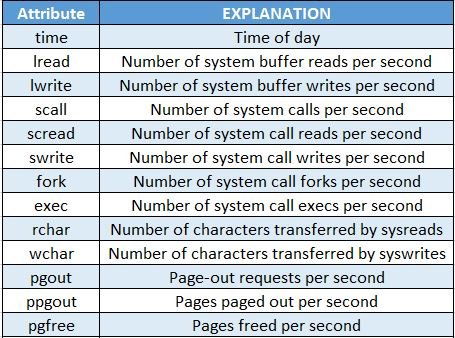 Attribute EXPLANATION
time Time of day
lread Number of system buffer reads per second
lwrite Number of system buffer writes per second
scall Number of system calls per second
scread Number of system call reads per second
swrite Number of system call writes per second
fork Number of system call forks per second
exec Number of system call execs per second
rchar Number of characters transferred by sysreads
wchar Number of characters transferred by syswrites
pgout Page-out requests per second
ppgout Pages paged out per second
pgfree Pages freed per second